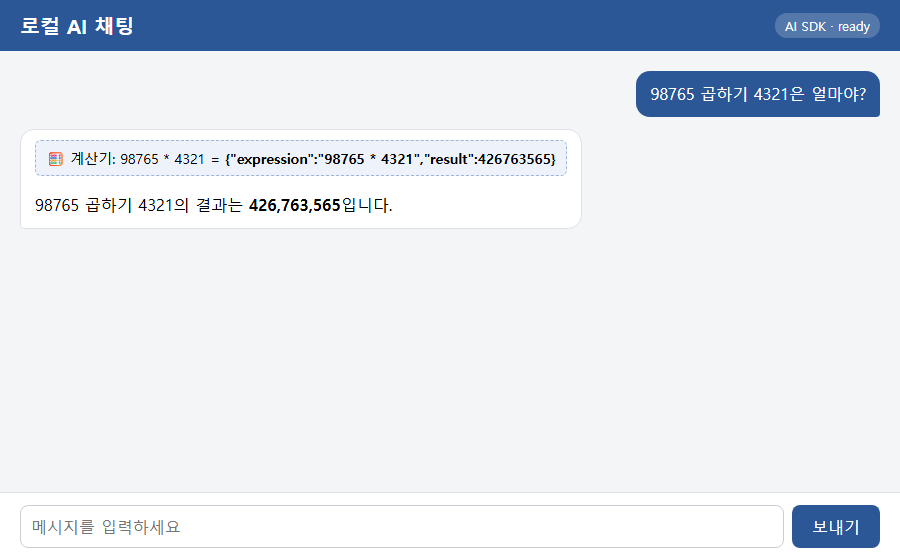 로컬 AI 채팅
AI SDK · ready
98765 곱하기 4321은 얼마야?
계산기: 98765 * 4321 = {"expression":"98765 * 4321","result":426763565}
98765 곱하기 4321의 결과는 426,763,565입니다.
메시지를 입력하세요
보내기